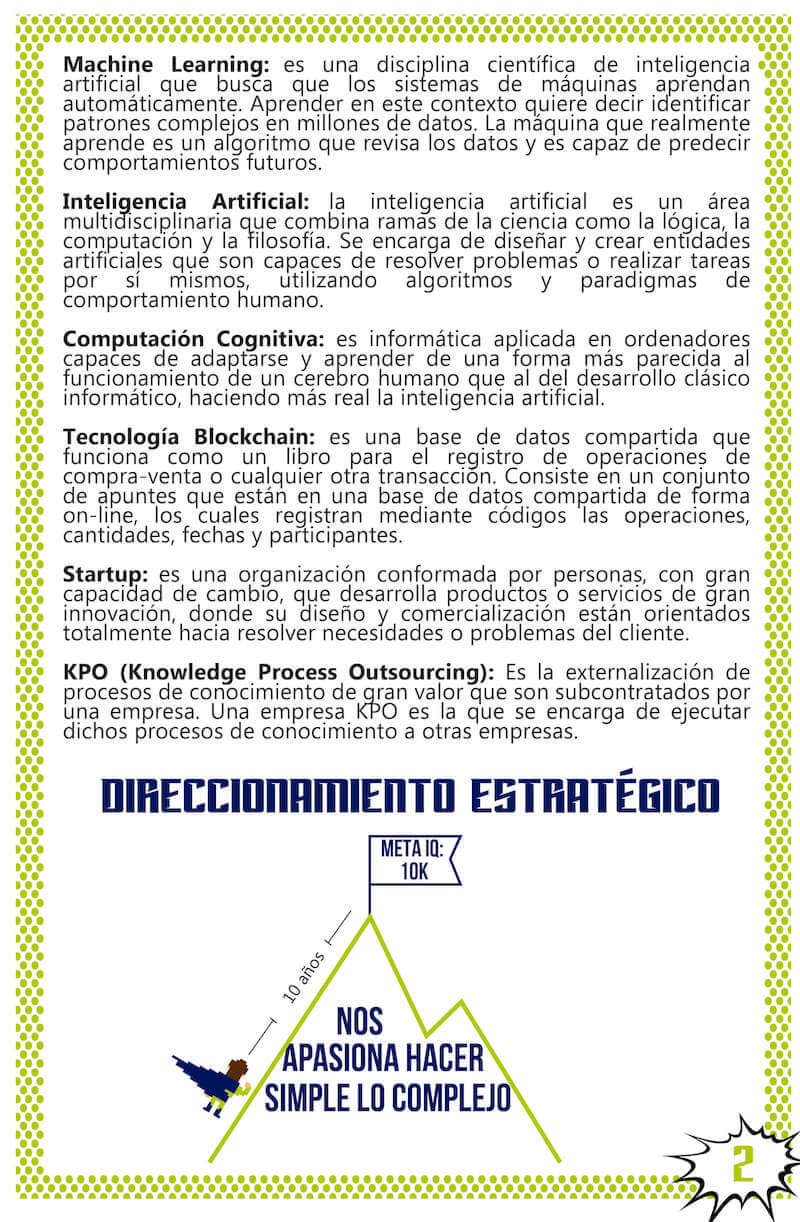 Machine Learning: es una disciplina científica de inteligencia
artificial que busca que los sistemas de máquinas aprendan
automáticamente. Aprender en este contexto quiere decir identificar
patrones complejos en millones de datos. La máquina que realmente
aprende es un algoritmo que revisa los datos y es capaz de predecir
comportamientos futuros.
Inteligencia Artificial: la inteligencia artificial es un área
multidisciplinaria que combina ramas de la ciencia como la lógica, la
computación y la filosofía. Se encarga de diseñar y crear entidades
artificiales que son capaces de resolver problemas o realizar tareas
por sí mismos, utilizando algoritmos y paradigmas de
comportamiento humano.
Computación Cognitiva: es informática aplicada en ordenadores
capaces de adaptarse y aprender de una forma más parecida al
funcionamiento de un cerebro humano que al del desarrollo clásico
informático, haciendo más real la inteligencia artificial.
Tecnología Blockchain: es una base de datos compartida que
funciona como un libro para el registro de operaciones de
compra-venta o cualquier otra transacción. Consiste en un conjunto
de apuntes que están en una base de datos compartida de forma
on-line, los cuales registran mediante códigos las operaciones,
cantidades, fechas y participantes.
Startup: es una organización conformada por personas, con gran
capacidad de cambio, que desarrolla productos o servicios de gran
innovación, donde su diseño y comercialización están orientados
totalmente hacia resolver necesidades o problemas del cliente.
KPO (Knowledge Process Outsourcing): Es la externalización de
procesos de conocimiento de gran valor que son subcontratados por
una empresa. Una empresa KPO es la que se encarga de ejecutar
dichos procesos de conocimiento a otras empresas.
DIRECCIONAMIENTO ESTRATÉGICO
META IQ:
10K
10 años
NOS
APASIONA HACER
SIMPLE LO COMPLEJO
2